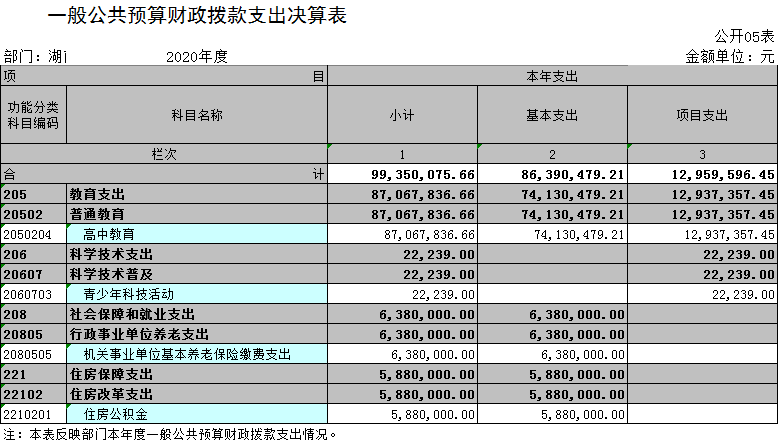 一般公共预算财政拨款支出决算表
公开05表
部门：湖 2020年度 金额单位：元
项 目 本年支出
功能分类科目编码 科目名称 小计 基本支出 项目支出
栏次 1 2 3
合 计 99,350,075.66 86,390,479.21 12,959,596.45
205 教育支出 87,067,836.66 74,130,479.21 12,937,357.45
20502 普通教育 87,067,836.66 74,130,479.21 12,937,357.45
2050204 高中教育 87,067,836.66 74,130,479.21 12,937,357.45
206 科学技术支出 22,239.00 22,239.00
20607 科学技术普及 22,239.00 22,239.00
2060703 青少年科技活动 22,239.00 22,239.00
208 社会保障和就业支出 6,380,000.00 6,380,000.00
20805 行政事业单位养老支出 6,380,000.00 6,380,000.00
2080505 机关事业单位基本养老保险缴费支出 6,380,000.00 6,380,000.00
221 住房保障支出 5,880,000.00 5,880,000.00
22102 住房改革支出 5,880,000.00 5,880,000.00
2210201 住房公积金 5,880,000.00 5,880,000.00
注：本表反映部门本年度一般公共预算财政拨款支出情况。